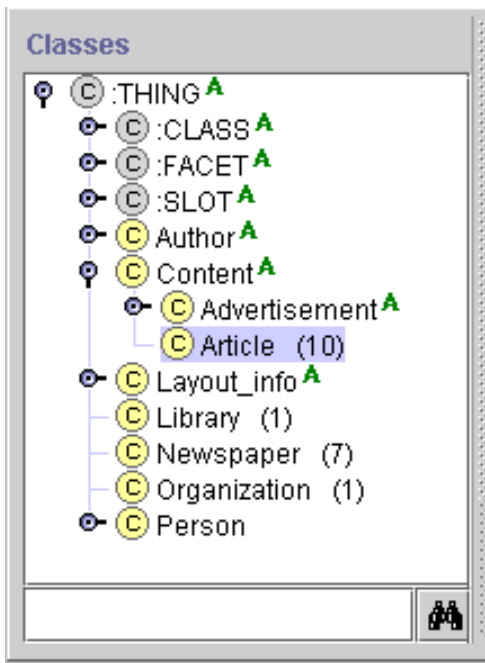 Classes
C :THING A
C :CLASS A
C :FACET A
C :SLOT A
C Author A
C Content A
C Advertisement A
C Article (10)
C Layout_info A
C Library (1)
C Newspaper (7)
C Organization (1)
C Person